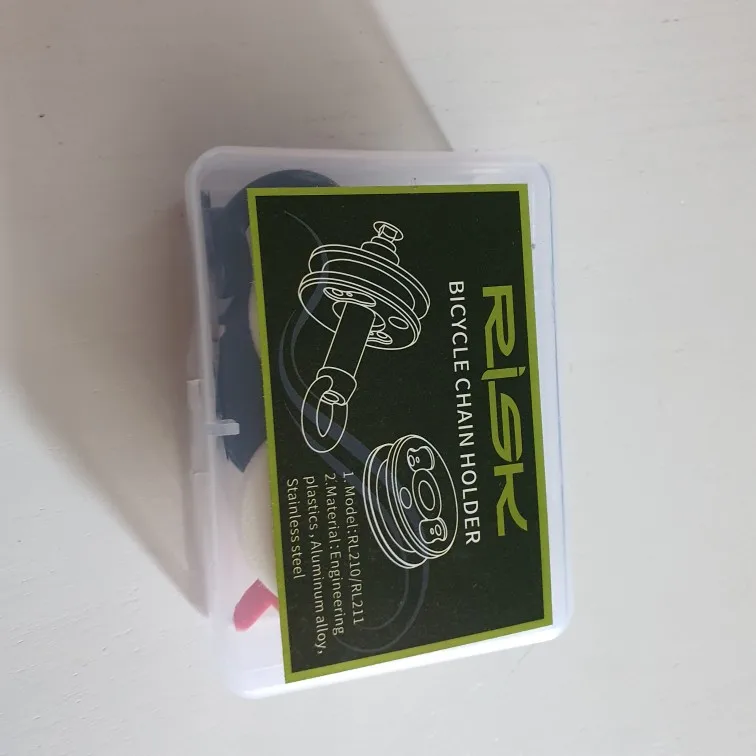 RISK
BICYCLE CHAIN HOLDER
1. Model:RL210/RL211
2.Material:Engineering
plastics, Aluminum alloy,
Stainless steel